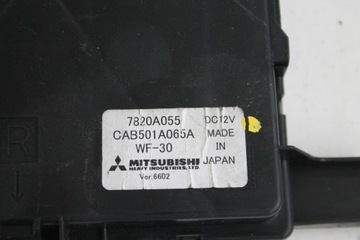 7820A055 DC12V
CAB501A065A MADE
WF-30 IN
MITSUBISHI JAPAN
HEAVY INDUSTRIES, LTD.
Ver.66D2
R